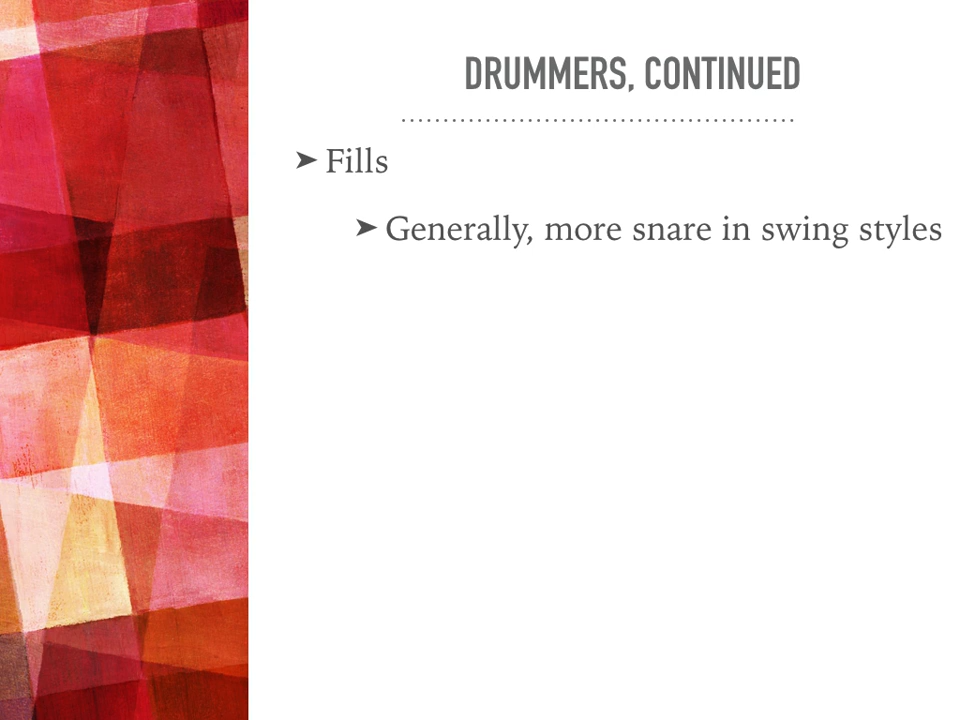 DRUMMERS, CONTINUED
➤ Fills
➤ Generally, more snare in swing styles